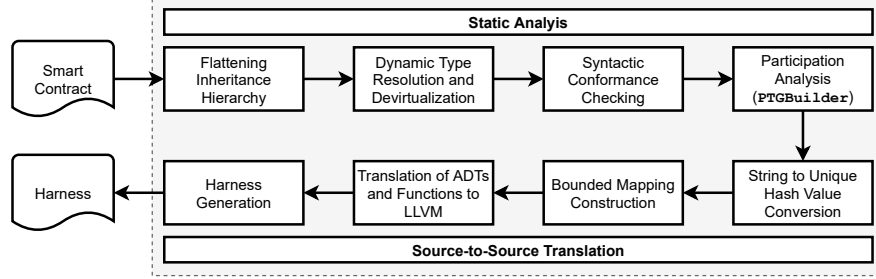 Static Analyis
Smart
Contract
Flattening
Inheritance
Hierarchy
Dynamic Type
Resolution and
Devirtualization
Syntactic
Conformance
Checking
Participation
Analysis
(PTGBuilder)
Harness
Harness
Generation
Translation of ADTs
and Functions to
LLVM
Bounded Mapping
Construction
String to Unique
Hash Value
Conversion
Source-to-Source Translation